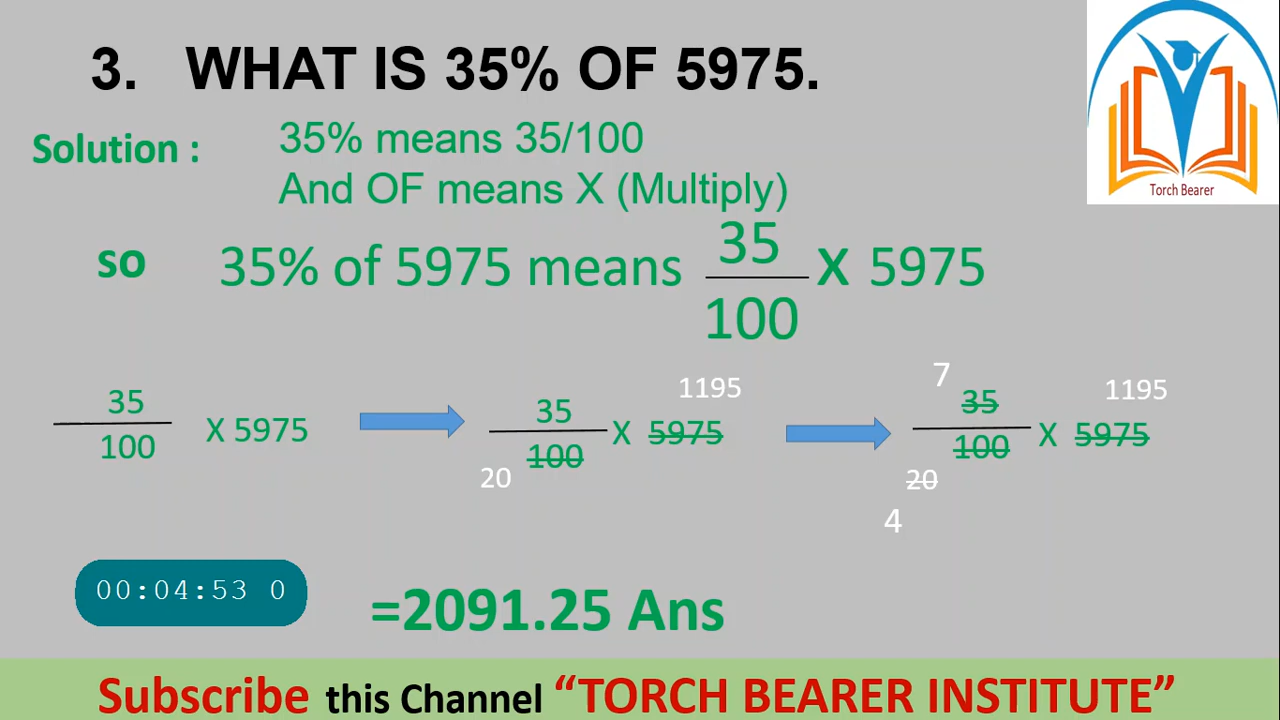 3. WHAT IS 35% OF 5975.
Torch Bearer
Solution :
35% means 35/100
And OF means X (Multiply)
so 35% of 5975 means 35/100 X 5975
35/100 X 5975
1195
35/100 X 5975
20
7 1195
35/100 X 5975
20
4
00:04:53 0
=2091.25 Ans
Subscribe this Channel “TORCH BEARER INSTITUTE”